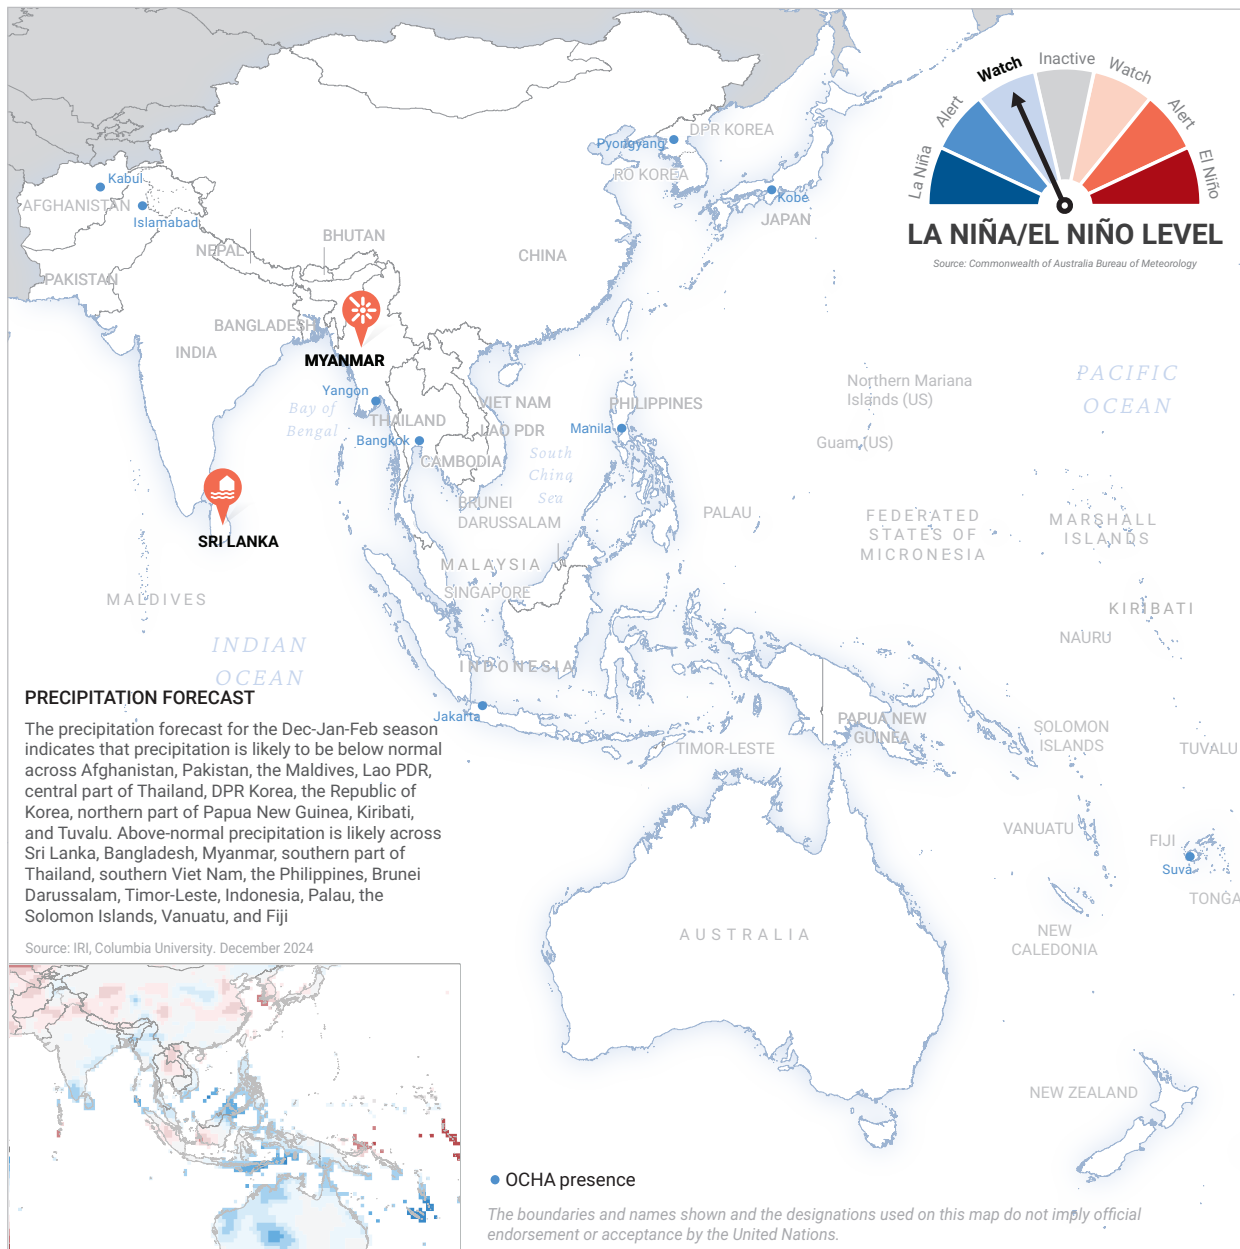 Watch
Inactive
Watch
Alert
Alert
La Niña
El Niño
LA NIÑA/EL NIÑO LEVEL
Source: Commonwealth of Australia Bureau of Meteorology
DPR KOREA
Pyongyang
RO KOREA
Kabul
AFGHANISTAN
Islamabad
Kobe
JAPAN
NEPAL
BHUTAN
CHINA
PAKISTAN
BANGLADESH
INDIA
MYANMAR
Yangon
Bay of
Bengal
THAILAND
Bangkok
VIET NAM
LAO PDR
CAMBODIA
PHILIPPINES
Manila
South
China
Sea
Northern Mariana
Islands (US)
Guam (US)
PACIFIC
OCEAN
SRI LANKA
BRUNEI
DARUSSALAM
PALAU
FEDERATED
STATES OF
MICRONESIA
MARSHALL
ISLANDS
MALAYSIA
SINGAPORE
MALDIVES
KIRIBATI
NAURU
INDIAN
OCEAN
INDONESIA
Jakarta
PAPUA NEW
GUINEA
TIMOR-LESTE
SOLOMON
ISLANDS
TUVALU
VANUATU
FIJI
Suva
TONGA
NEW
CALEDONIA
AUSTRALIA
NEW ZEALAND
PRECIPITATION FORECAST
The precipitation forecast for the Dec-Jan-Feb season
indicates that precipitation is likely to be below normal
across Afghanistan, Pakistan, the Maldives, Lao PDR,
central part of Thailand, DPR Korea, the Republic of
Korea, northern part of Papua New Guinea, Kiribati,
and Tuvalu. Above-normal precipitation is likely across
Sri Lanka, Bangladesh, Myanmar, southern part of
Thailand, southern Viet Nam, the Philippines, Brunei
Darussalam, Timor-Leste, Indonesia, Palau, the
Solomon Islands, Vanuatu, and Fiji
Source: IRI, Columbia University. December 2024
OCHA presence
The boundaries and names shown and the designations used on this map do not imply official
endorsement or acceptance by the United Nations.